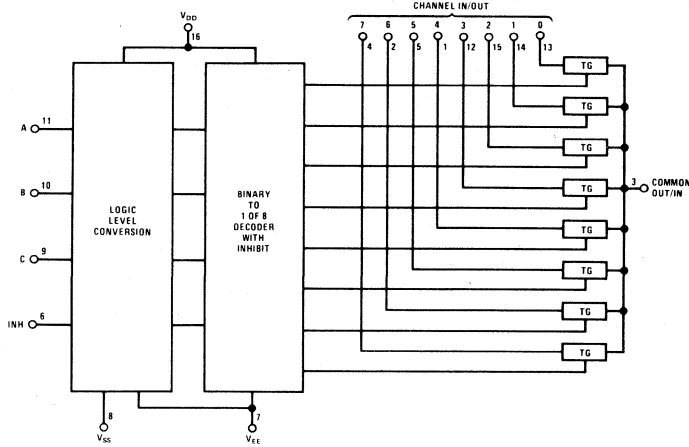 CHANNEL IN/OUT
VDD
16
7 6 5 4 3 2 1 0
4 2 5 1 12 15 14 13
TG
TG
TG
TG
TG
TG
TG
TG
A 11
B 10
C 9
INH 6
LOGIC
LEVEL
CONVERSION
BINARY
TO
1 OF 8
DECODER
WITH
INHIBIT
3 COMMON
OUT/IN
8
VSS
7
VEE